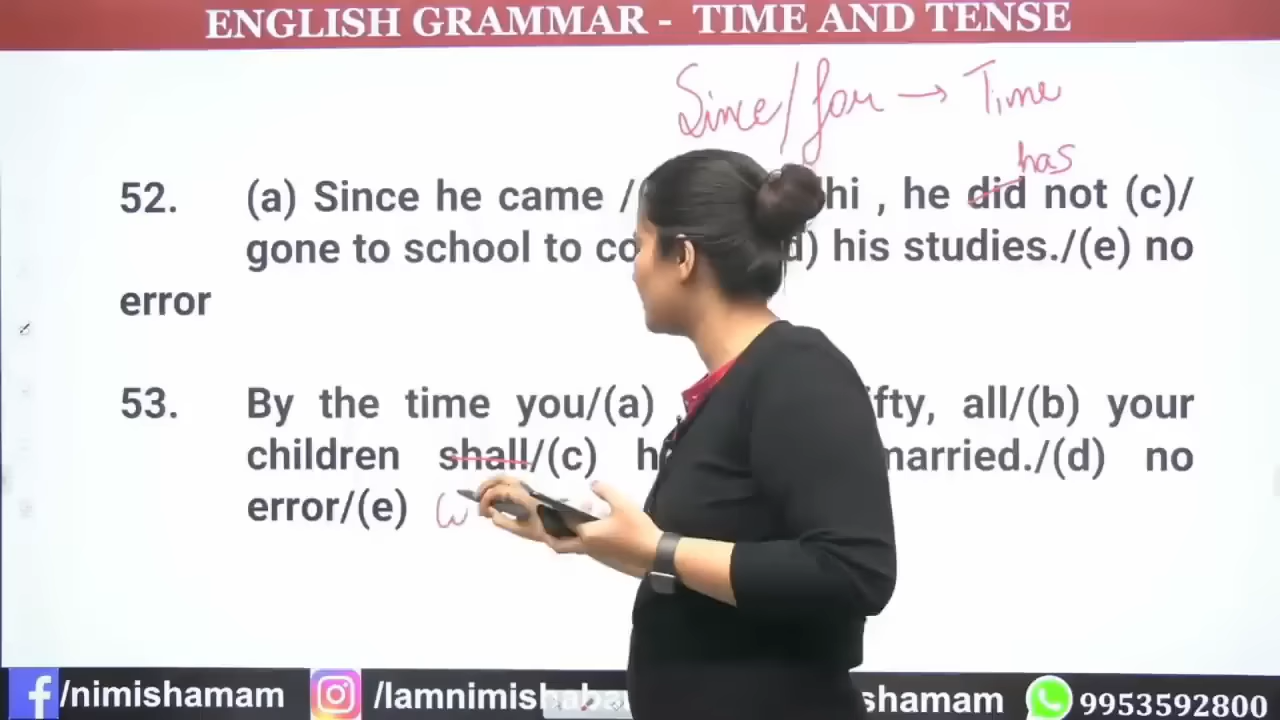 ENGLISH GRAMMAR - TIME AND TENSE
Since/for → Time
has
52. (a) Since he came / hi , he did not (c)/
gone to school to co d) his studies./(e) no
error
53. By the time you/(a) ifty, all/(b) your
children shall/(c) h married./(d) no
error/(e) w
/nimishamam /Iamnimishaba shamam 9953592800